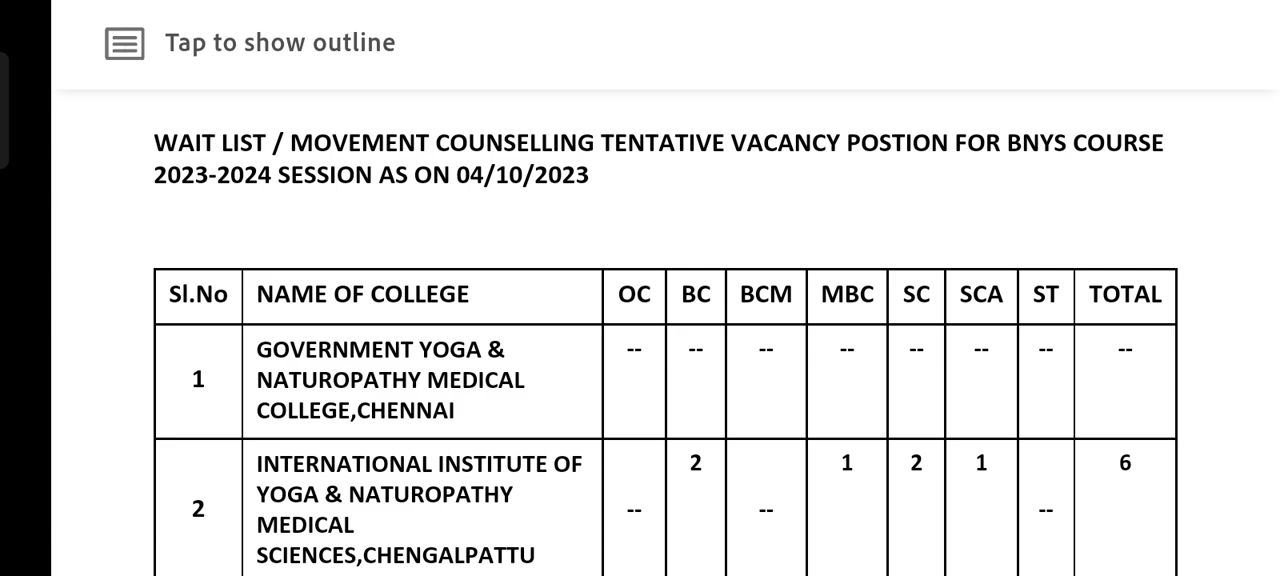 Tap to show outline
WAIT LIST / MOVEMENT COUNSELLING TENTATIVE VACANCY POSTION FOR BNYS COURSE
2023-2024 SESSION AS ON 04/10/2023
Sl.No NAME OF COLLEGE OC BC BCM MBC SC SCA ST TOTAL
1 GOVERNMENT YOGA & -- -- -- -- -- -- -- --
NATUROPATHY MEDICAL
COLLEGE,CHENNAI
2 INTERNATIONAL INSTITUTE OF -- 2 -- 1 2 1 -- 6
YOGA & NATUROPATHY
MEDICAL
SCIENCES,CHENGALPATTU